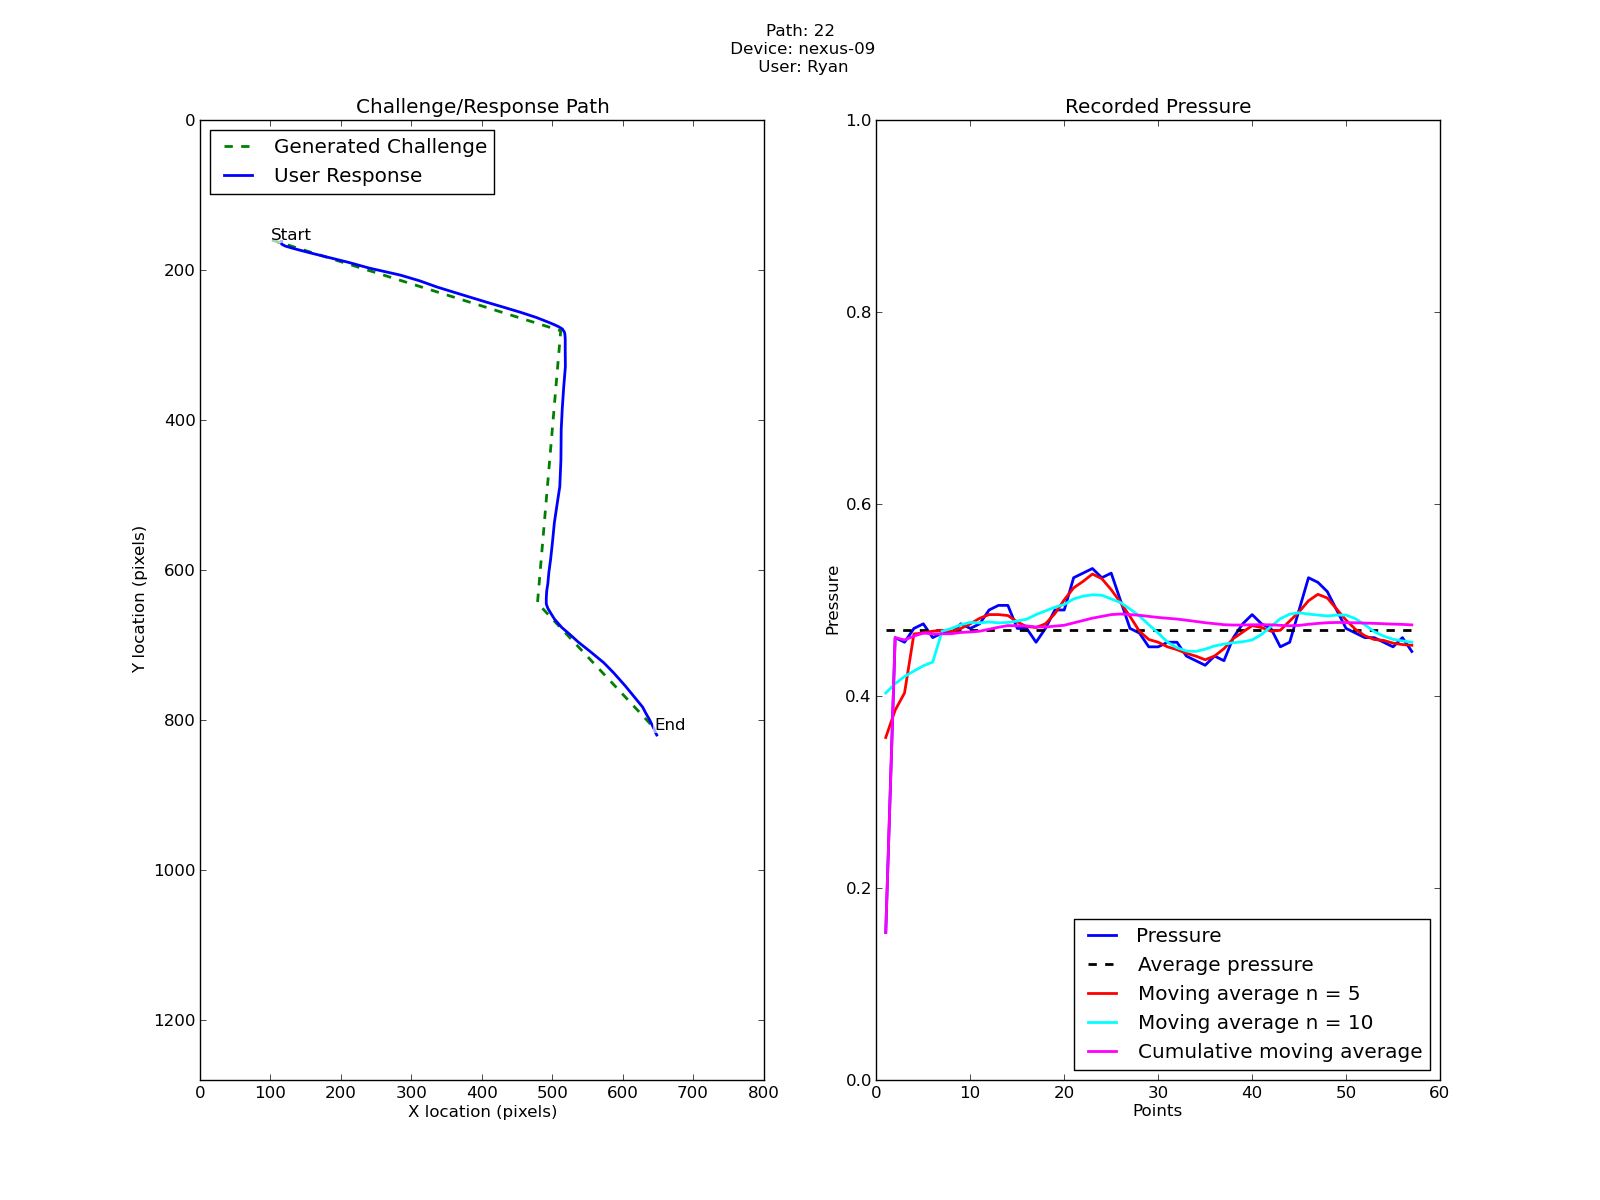 Path: 22
Device: nexus-09
User: Ryan
Challenge/Response Path
Generated Challenge
User Response
Start
End
0
200
400
600
800
1000
1200
Y location (pixels)
0 100 200 300 400 500 600 700 800
X location (pixels)
Recorded Pressure
1.0
0.8
0.6
0.4
0.2
0.0
Pressure
Pressure
Average pressure
Moving average n = 5
Moving average n = 10
Cumulative moving average
0 10 20 30 40 50 60
Points